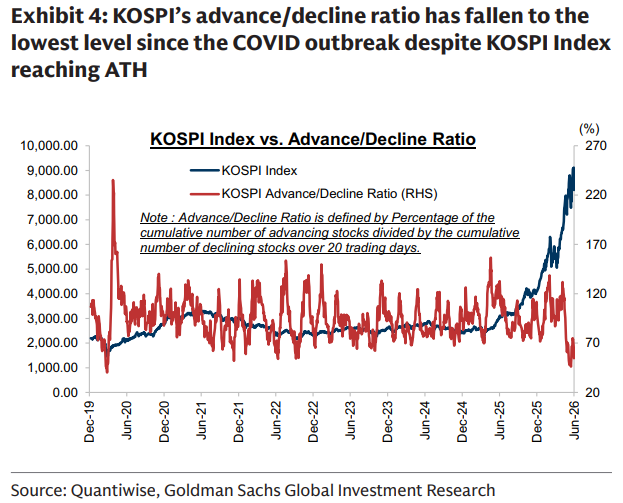 Exhibit 4: KOSPI's advance/decline ratio has fallen to the
lowest level since the COVID outbreak despite KOSPI Index
reaching ATH
(%)
KOSPI Index vs. Advance/Decline Ratio
KOSPI Index
KOSPI Advance/Decline Ratio (RHS)
Note : Advance/Decline Ratio is defined by Percentage of the
cumulative number of advancing stocks divided by the cumulative
number of declining stocks over 20 trading days.
10,000.00
9,000.00
8,000.00
7,000.00
6,000.00
5,000.00
4,000.00
3,000.00
2,000.00
1,000.00
0.00
270
220
170
120
70
20
Dec-19
Jun-20
Dec-20
Jun-21
Dec-21
Jun-22
Dec-22
Jun-23
Dec-23
Jun-24
Dec-24
Jun-25
Dec-25
Jun-26
Source: Quantiwise, Goldman Sachs Global Investment Research